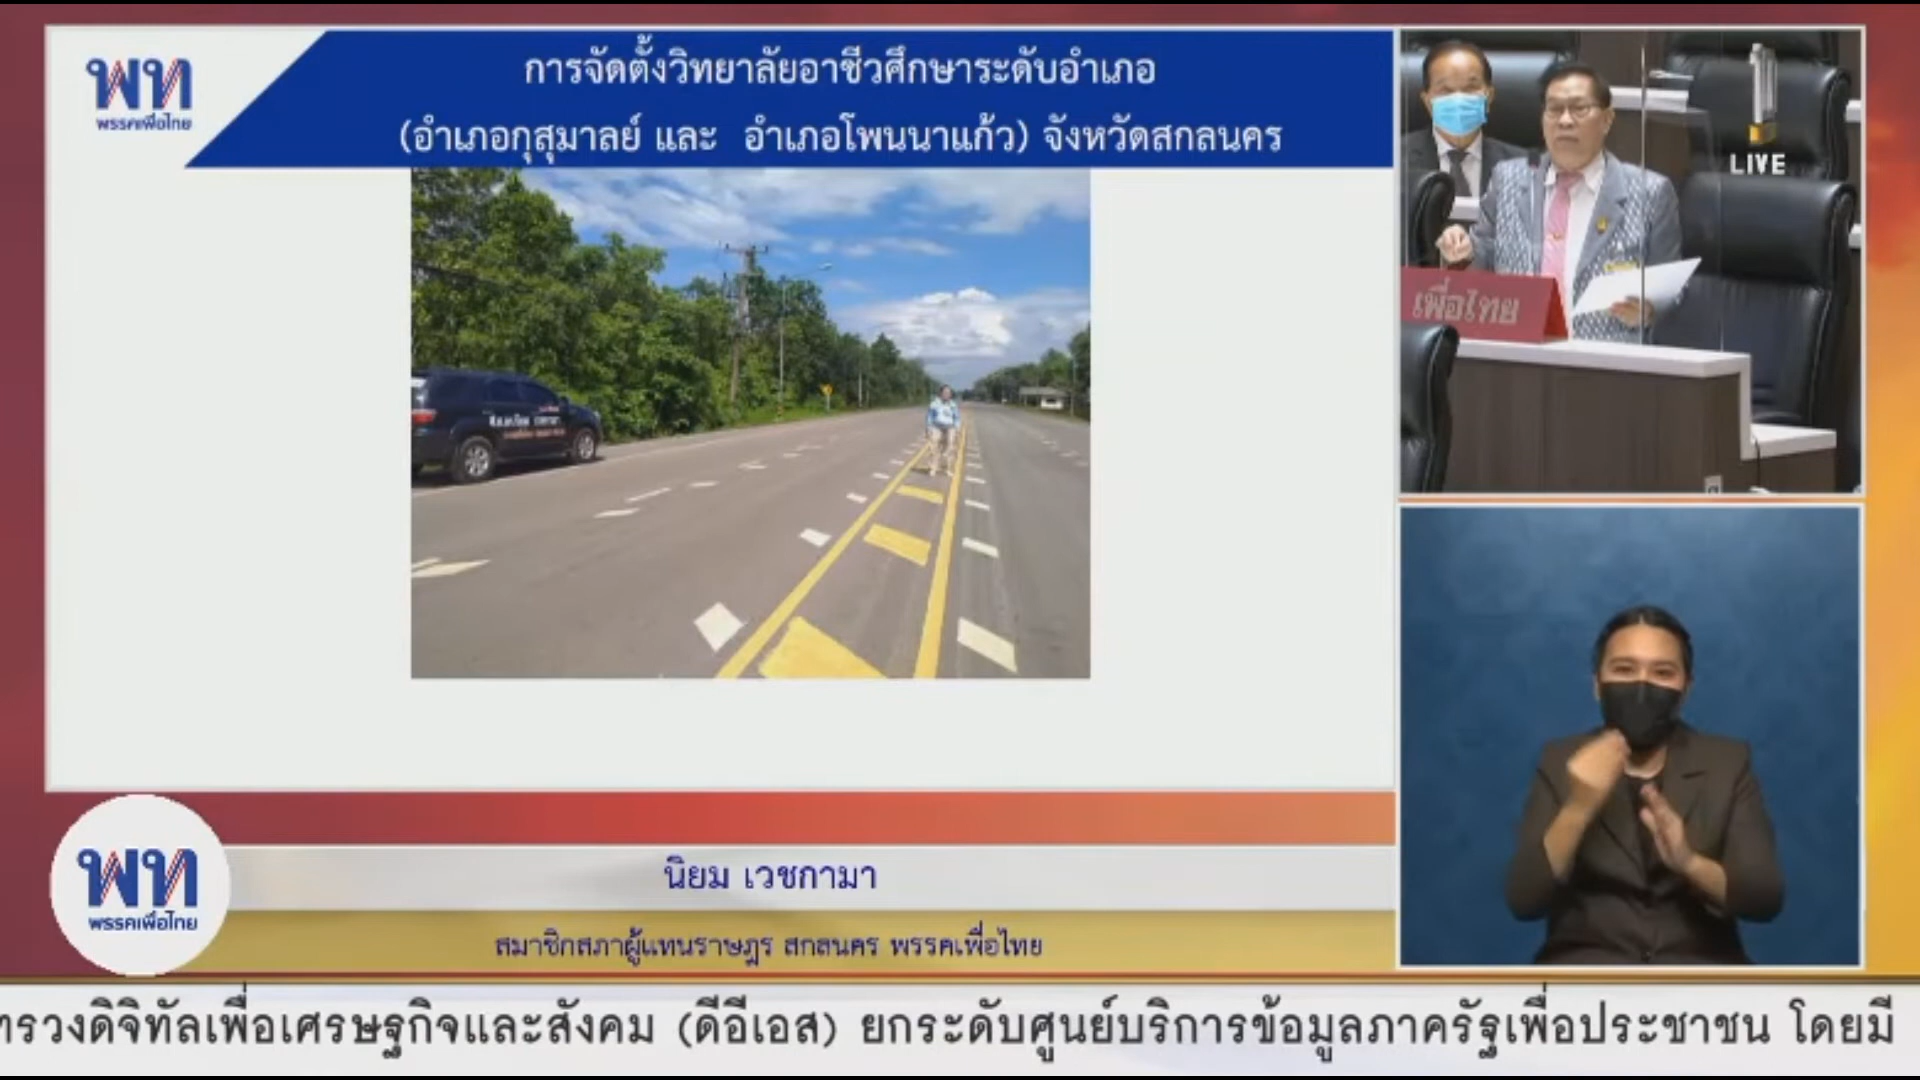 พท
พรรคเพื่อไทย
การจัดตั้งวิทยาลัยอาชีวศึกษาระดับอำเภอ
(อำเภอกุสุมาลย์ และ อำเภอโพนนาแก้ว) จังหวัดสกลนคร
LIVE
เพื่อไทย
พท
พรรคเพื่อไทย
นิยม เวชกามา
สมาชิกสภาผู้แทนราษฎร สกลนคร พรรคเพื่อไทย
ทรวงดิจิทัลเพื่อเศรษฐกิจและสังคม (ดีอีเอส) ยกระดับศูนย์บริการข้อมูลภาครัฐเพื่อประชาชน โดยมี